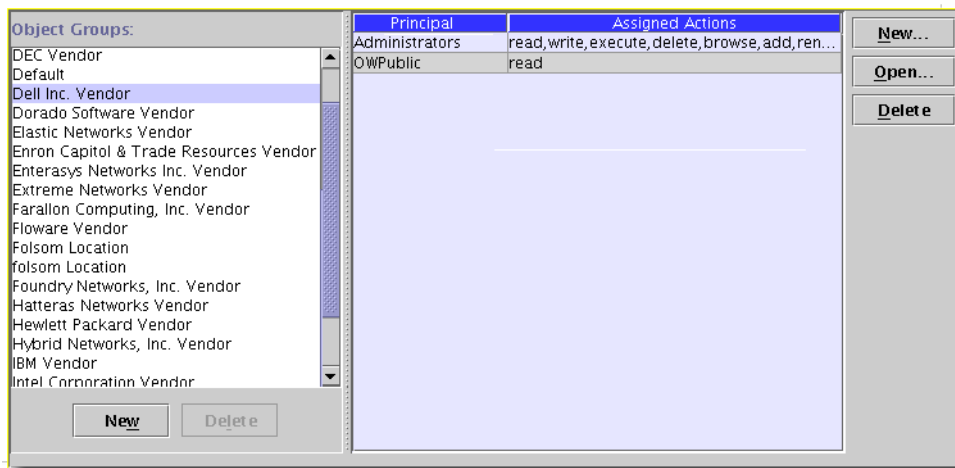 Object Groups:
DEC Vendor
Default
Dell Inc. Vendor
Dorado Software Vendor
Elastic Networks Vendor
Enron Capitol & Trade Resources Vendor
Enterasys Networks Inc. Vendor
Extreme Networks Vendor
Farallon Computing, Inc. Vendor
Floware Vendor
Folsom Location
folsom Location
Foundry Networks, Inc. Vendor
Hatteras Networks Vendor
Hewlett Packard Vendor
Hybrid Networks, Inc. Vendor
IBM Vendor
Intel Corporation Vendor
New Delete
Principal Assigned Actions
Administrators read,write,execute,delete,browse,add,ren...
OWPublic read
New...
Open...
Delete